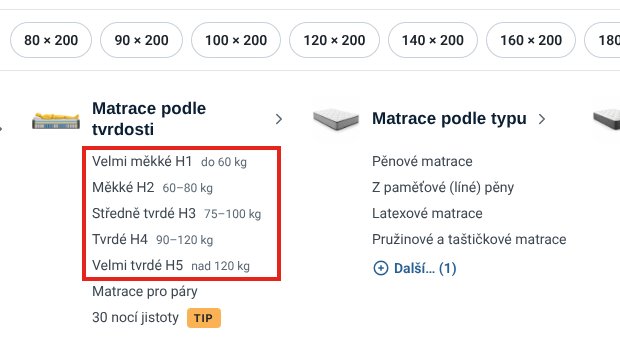 80 × 200 90 × 200 100 × 200 120 × 200 140 × 200 160 × 200 180
Matrace podle
tvrdosti
Velmi měkké H1 do 60 kg
Měkké H2 60–80 kg
Středně tvrdé H3 75–100 kg
Tvrdé H4 90–120 kg
Velmi tvrdé H5 nad 120 kg
Matrace pro páry
30 nocí jistoty TIP
Matrace podle typu
Pěnové matrace
Z paměťové (líné) pěny
Latexové matrace
Pružinové a taštičkové matrace
Další... (1)